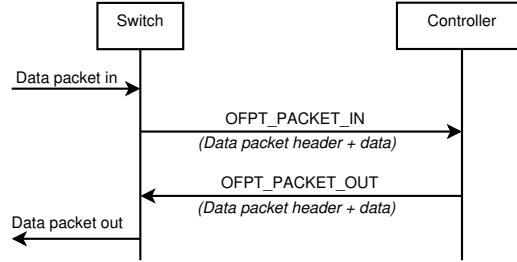 Switch
Controller
Data packet in
OFPT_PACKET_IN
(Data packet header + data)
OFPT_PACKET_OUT
(Data packet header + data)
Data packet out